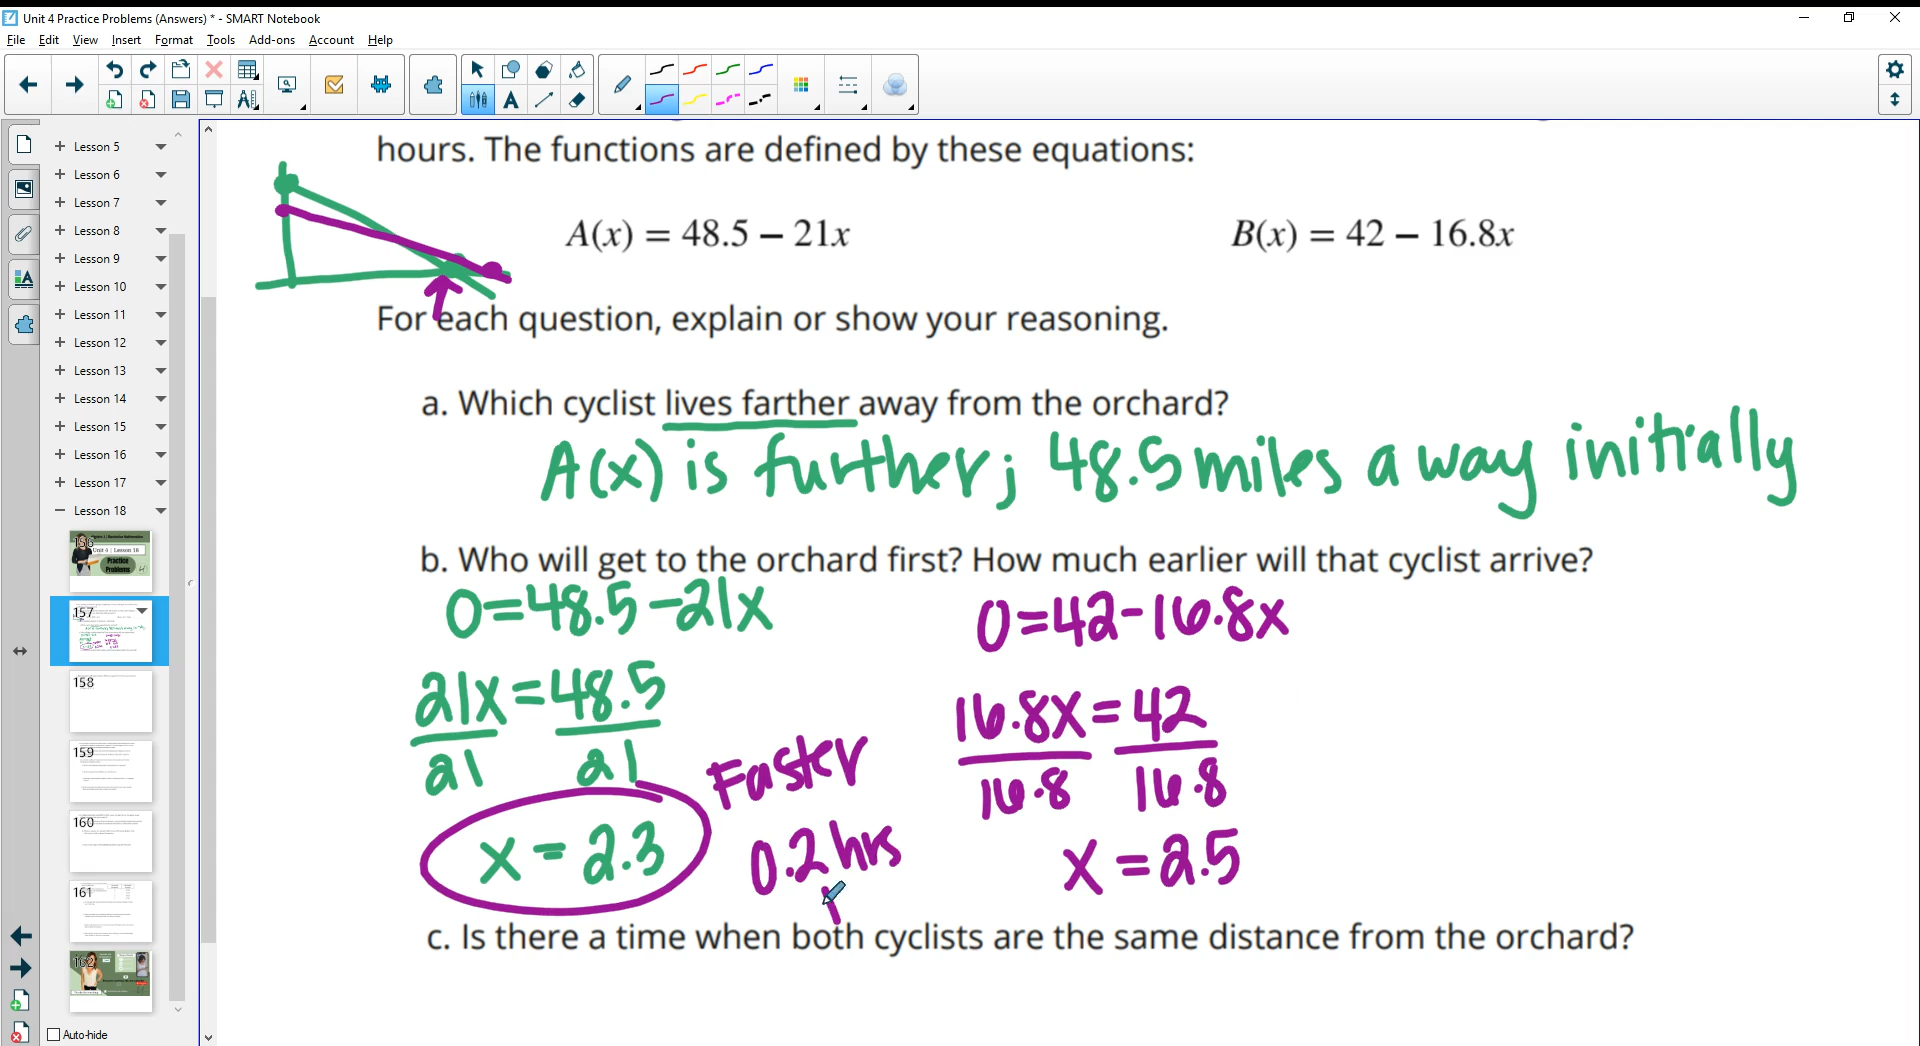 Unit 4 Practice Problems (Answers) * - SMART Notebook
File Edit View Insert Format Tools Add-ons Account Help
Lesson 5
Lesson 6
Lesson 7
Lesson 8
Lesson 9
Lesson 10
Lesson 11
Lesson 12
Lesson 13
Lesson 14
Lesson 15
Lesson 16
Lesson 17
Lesson 18
156
Unit 4 | Lesson 18
Practice
Problems
157
158
159
160
161
162
Auto-hide
hours. The functions are defined by these equations:
A(x) = 48.5 − 21x B(x) = 42 − 16.8x
For each question, explain or show your reasoning.
a. Which cyclist lives farther away from the orchard?
A(x) is further; 48.5 miles away initially
b. Who will get to the orchard first? How much earlier will that cyclist arrive?
0=48.5-21x 0=42-16.8x
21x=48.5 16.8x=42
21 21 16.8 16.8
Faster
x = 2.3 0.2 hrs x = 2.5
c. Is there a time when both cyclists are the same distance from the orchard?